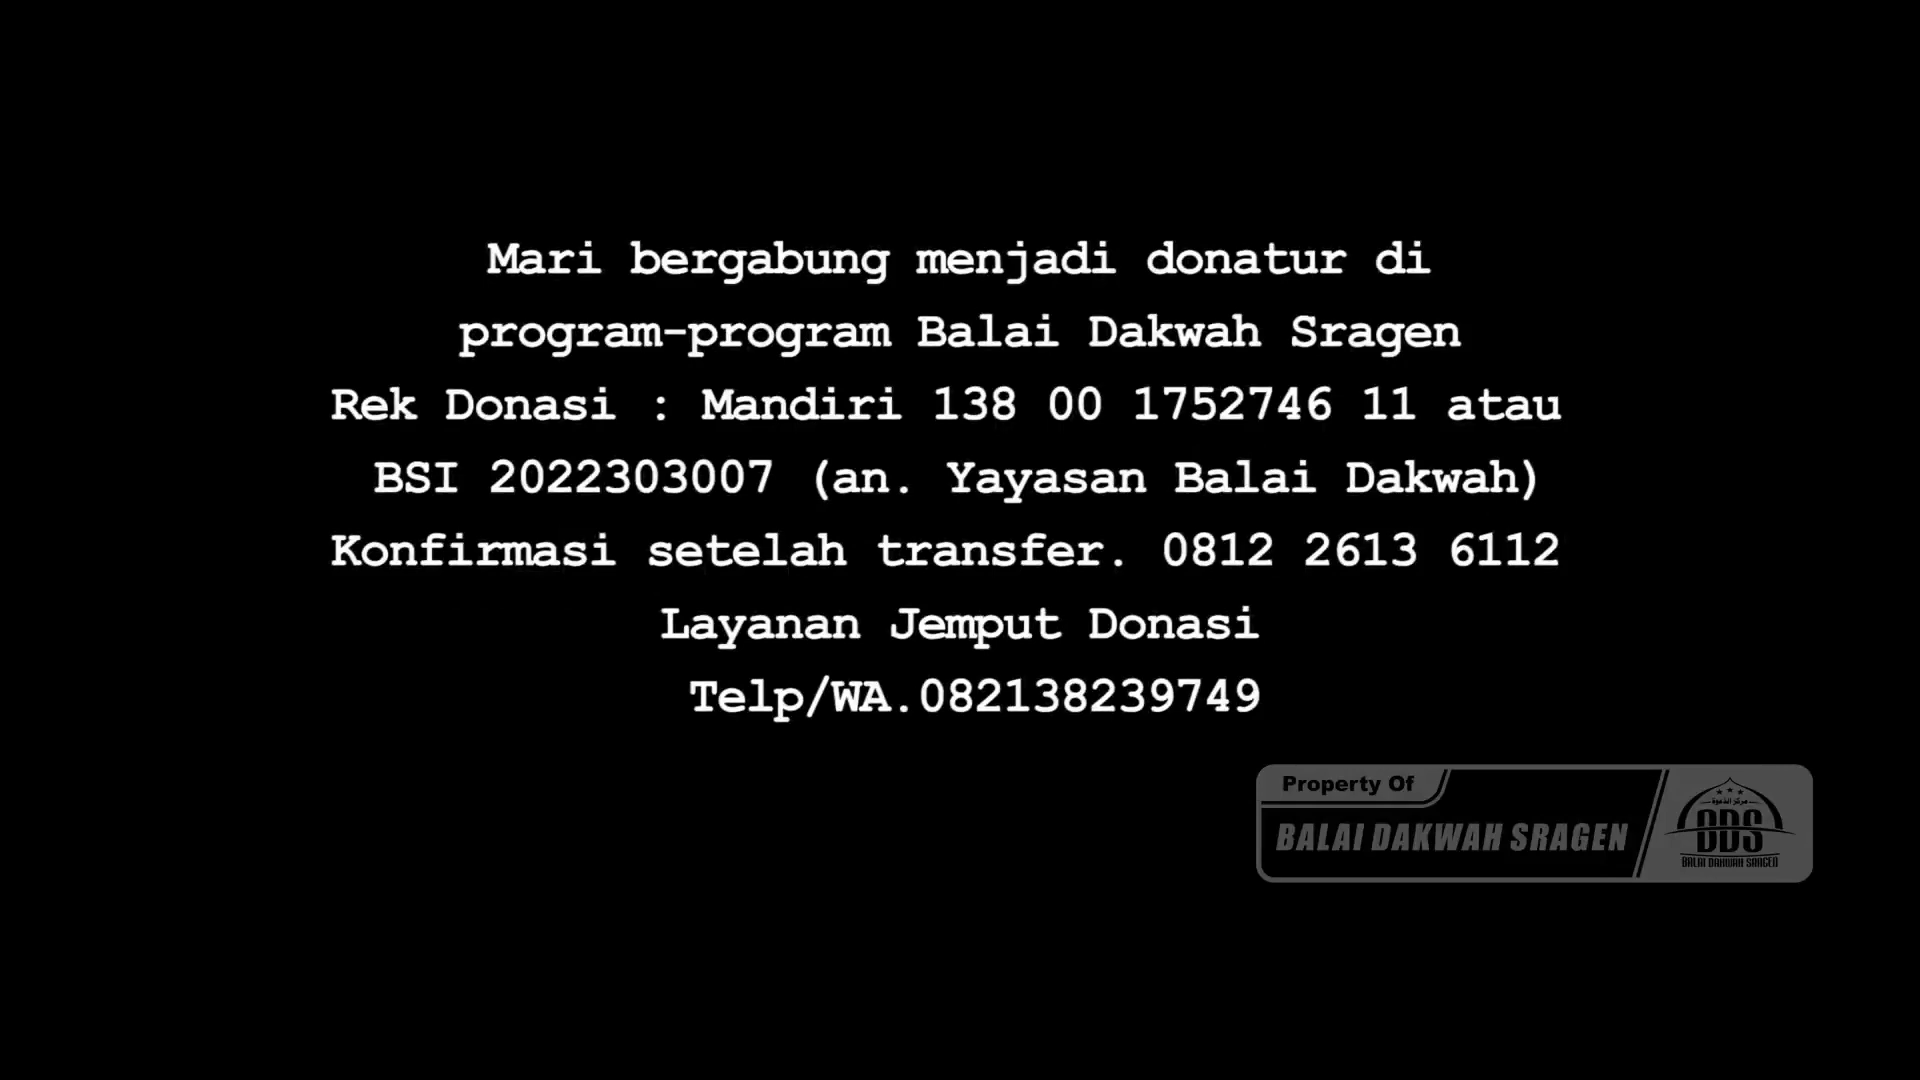 Mari bergabung menjadi donatur di
program-program Balai Dakwah Sragen
Rek Donasi : Mandiri 138 00 1752746 11 atau
BSI 2022303007 (an. Yayasan Balai Dakwah)
Konfirmasi setelah transfer. 0812 2613 6112
Layanan Jemput Donasi
Telp/WA.082138239749
Property Of
BALAI DAKWAH SRAGEN
مركز الدعوة
BDS
BALAI DAKWAH SRAGEN